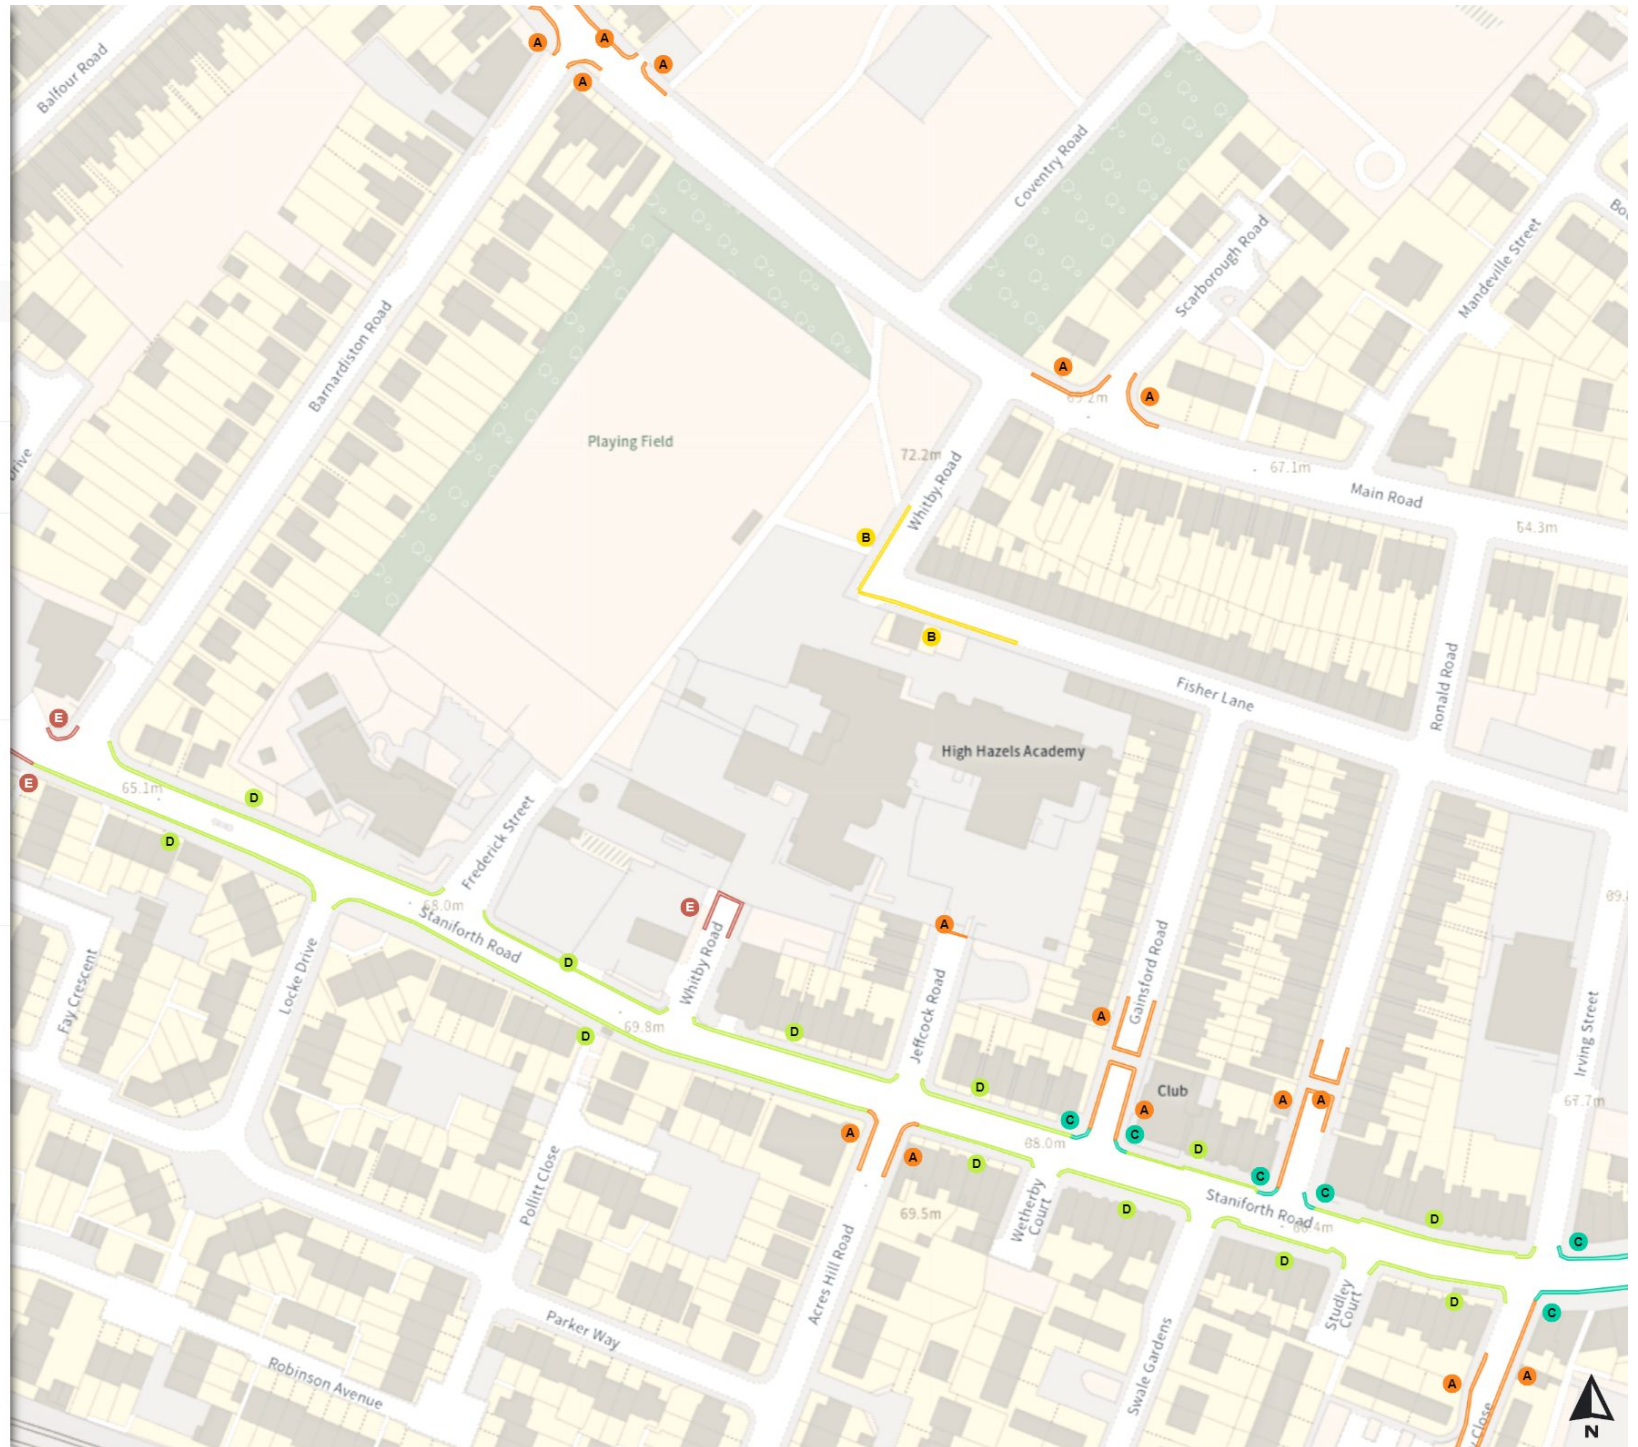 A
A
A
A
Balfour Road
Coventry Road
Scarborough Road
Mandeville Street
Barnardiston Road
A
A
Playing Field
72.2m
Whitby Road
67.1m
Main Road
64.3m
B
B
Ronald Road
Fisher Lane
High Hazels Academy
E
E
65.1m
D
D
Frederick Street
68.0m
Staniforth Road
E
Whitby Road
A
Gainsford Road
Fay Crescent
Locke Drive
D
D
69.8m
D
Jeffcock Road
A
Irving Street
D
Club
A
A
A
67.7m
C
C
A
68.0m
A
D
D
C
C
Pollitt Close
D
Wetherby
Court
69.5m
D
Staniforth Road
D
C
Acres Hill Road
D
Studley
Court
D
C
Parker Way
Robinson Avenue
Swale Gardens
A
A
Close
N